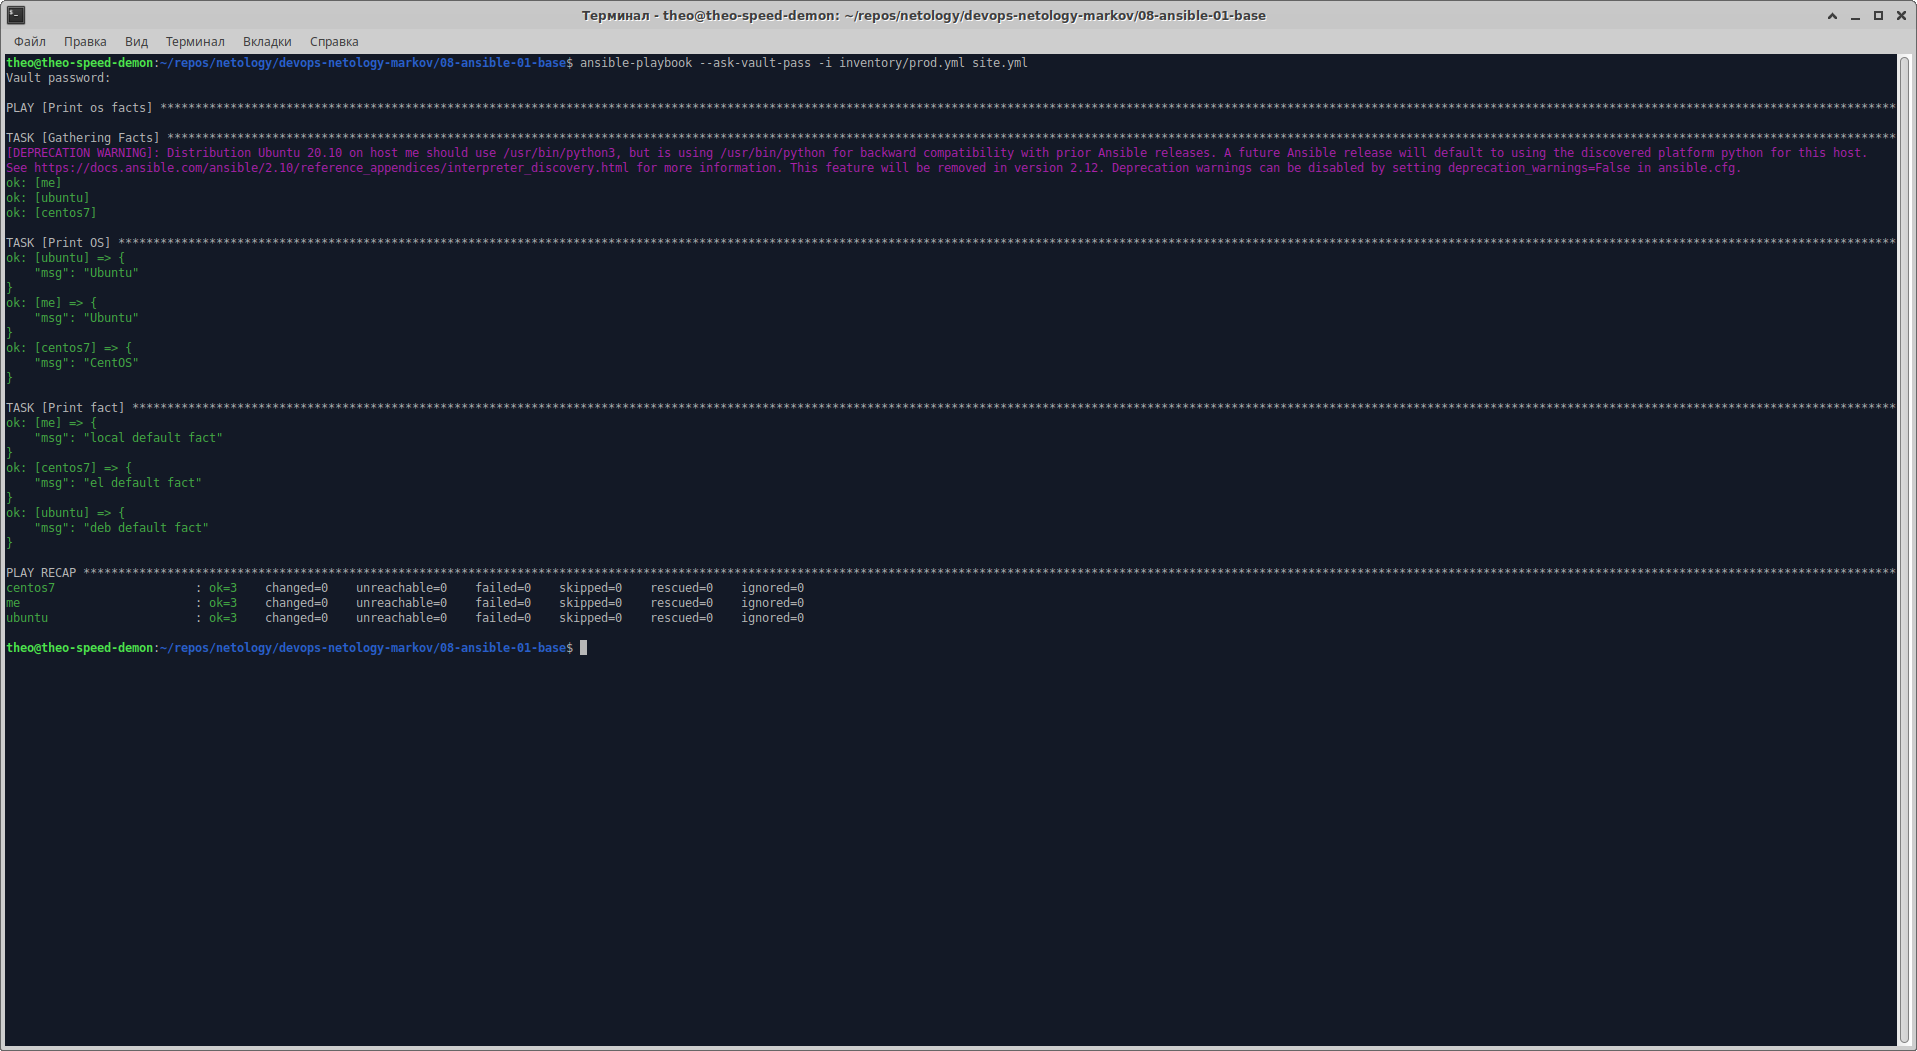 Терминал - theo@theo-speed-demon: ~/repos/netology/devops-netology-markov/08-ansible-01-base
Файл Правка Вид Терминал Вкладки Справка
theo@theo-speed-demon:~/repos/netology/devops-netology-markov/08-ansible-01-base$ ansible-playbook --ask-vault-pass -i inventory/prod.yml site.yml
Vault password:
PLAY [Print os facts] ********************************************************************************
TASK [Gathering Facts] ********************************************************************************
[DEPRECATION WARNING]: Distribution Ubuntu 20.10 on host me should use /usr/bin/python3, but is using /usr/bin/python for backward compatibility with prior Ansible releases. A future Ansible release will default to using the discovered platform python for this host.
See https://docs.ansible.com/ansible/2.10/reference_appendices/interpreter_discovery.html for more information. This feature will be removed in version 2.12. Deprecation warnings can be disabled by setting deprecation_warnings=False in ansible.cfg.
ok: [me]
ok: [ubuntu]
ok: [centos7]
TASK [Print OS] ********************************************************************************
ok: [ubuntu] => {
    "msg": "Ubuntu"
}
ok: [me] => {
    "msg": "Ubuntu"
}
ok: [centos7] => {
    "msg": "CentOS"
}
TASK [Print fact] ********************************************************************************
ok: [me] => {
    "msg": "local default fact"
}
ok: [centos7] => {
    "msg": "el default fact"
}
ok: [ubuntu] => {
    "msg": "deb default fact"
}
PLAY RECAP ********************************************************************************
centos7                    : ok=3    changed=0    unreachable=0    failed=0    skipped=0    rescued=0    ignored=0
me                         : ok=3    changed=0    unreachable=0    failed=0    skipped=0    rescued=0    ignored=0
ubuntu                     : ok=3    changed=0    unreachable=0    failed=0    skipped=0    rescued=0    ignored=0
theo@theo-speed-demon:~/repos/netology/devops-netology-markov/08-ansible-01-base$